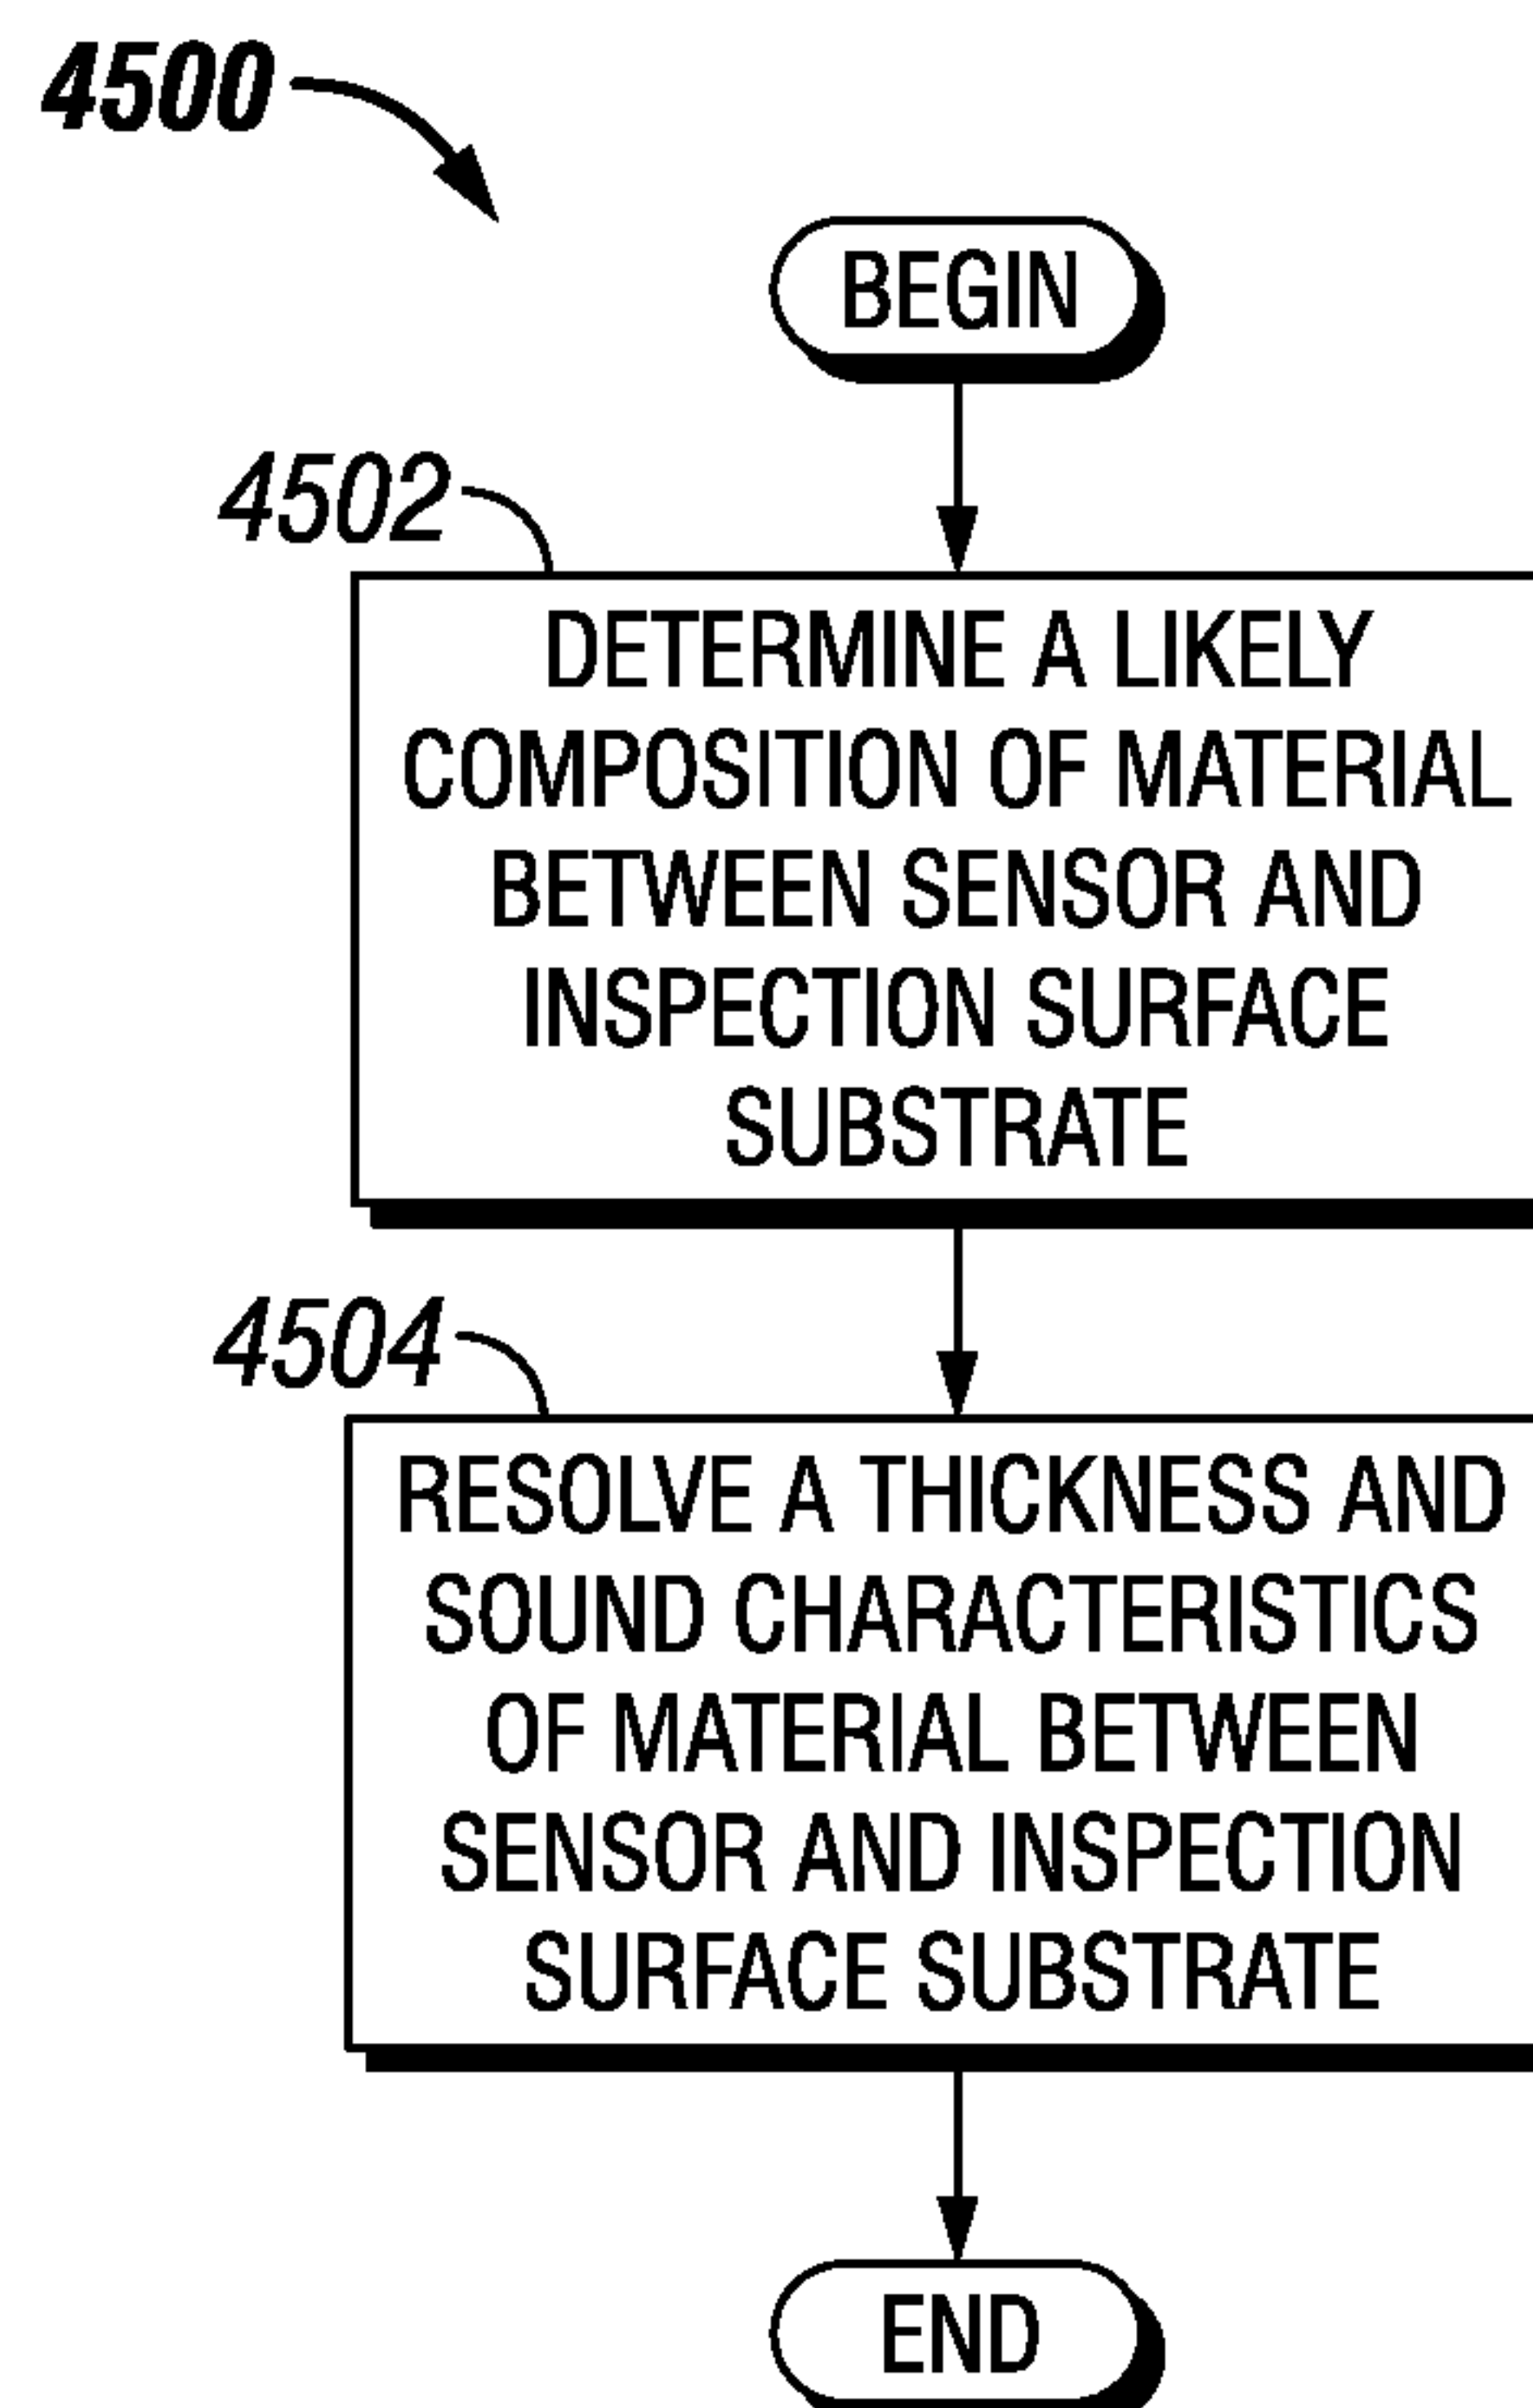 4500
BEGIN
4502
DETERMINE A LIKELY
COMPOSITION OF MATERIAL
BETWEEN SENSOR AND
INSPECTION SURFACE
SUBSTRATE
4504
RESOLVE A THICKNESS AND
SOUND CHARACTERISTICS
OF MATERIAL BETWEEN
SENSOR AND INSPECTION
SURFACE SUBSTRATE
END